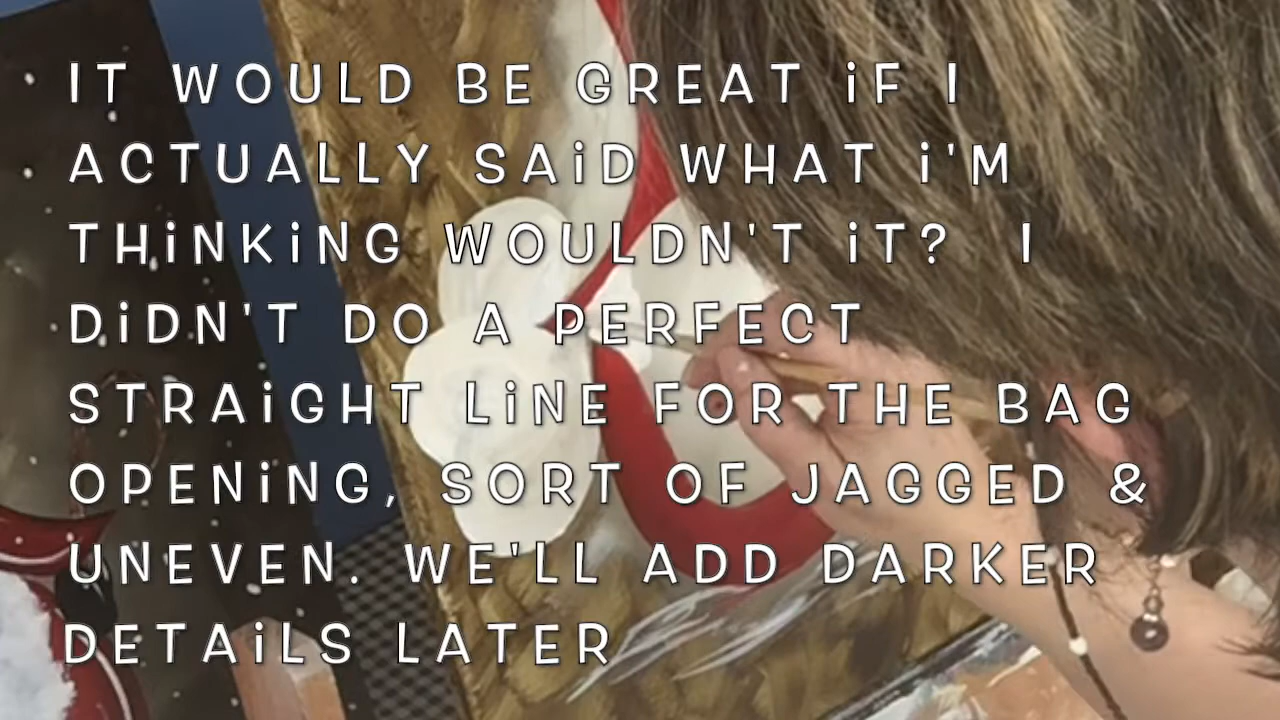 IT WOULD BE GREAT iF I
ACTUALLY SAiD WHAT i'M
THiNKiNG WOULDN'T iT? I
DiDN'T DO A PERFECT
STRAiGHT LiNE FOR THE BAG
OPENiNG, SORT OF JAGGED &
UNEVEN. WE'LL ADD DARKER
DETAiLS LATER